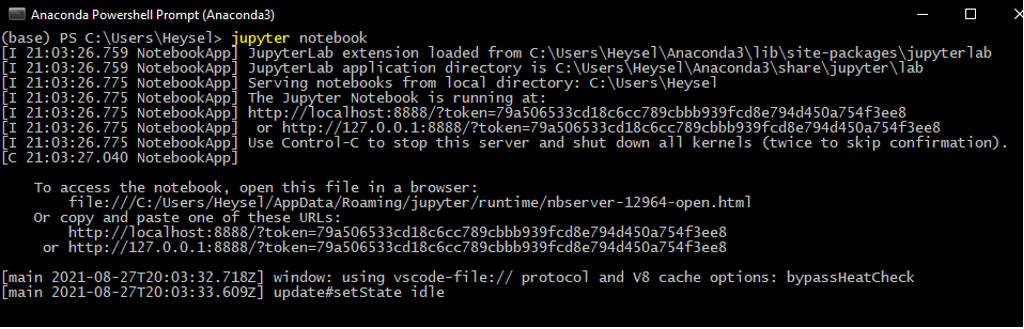 Anaconda Powershell Prompt (Anaconda3)
(base) PS C:\Users\Heysel> jupyter notebook
[I 21:03:26.759 NotebookApp] JupyterLab extension loaded from C:\Users\Heysel\Anaconda3\lib\site-packages\jupyterlab
[I 21:03:26.759 NotebookApp] JupyterLab application directory is C:\Users\Heysel\Anaconda3\share\jupyter\lab
[I 21:03:26.775 NotebookApp] Serving notebooks from local directory: C:\Users\Heysel
[I 21:03:26.775 NotebookApp] The Jupyter Notebook is running at:
[I 21:03:26.775 NotebookApp] http://localhost:8888/?token=79a506533cd18c6cc789cbbb939fcd8e794d450a754f3ee8
[I 21:03:26.775 NotebookApp]  or http://127.0.0.1:8888/?token=79a506533cd18c6cc789cbbb939fcd8e794d450a754f3ee8
[I 21:03:26.775 NotebookApp] Use Control-C to stop this server and shut down all kernels (twice to skip confirmation).
[C 21:03:27.040 NotebookApp]
To access the notebook, open this file in a browser:
file:///C:/Users/Heysel/AppData/Roaming/jupyter/runtime/nbserver-12964-open.html
Or copy and paste one of these URLs:
http://localhost:8888/?token=79a506533cd18c6cc789cbbb939fcd8e794d450a754f3ee8
or http://127.0.0.1:8888/?token=79a506533cd18c6cc789cbbb939fcd8e794d450a754f3ee8
[main 2021-08-27T20:03:32.718Z] window: using vscode-file:// protocol and V8 cache options: bypassHeatCheck
[main 2021-08-27T20:03:33.609Z] update#setState idle